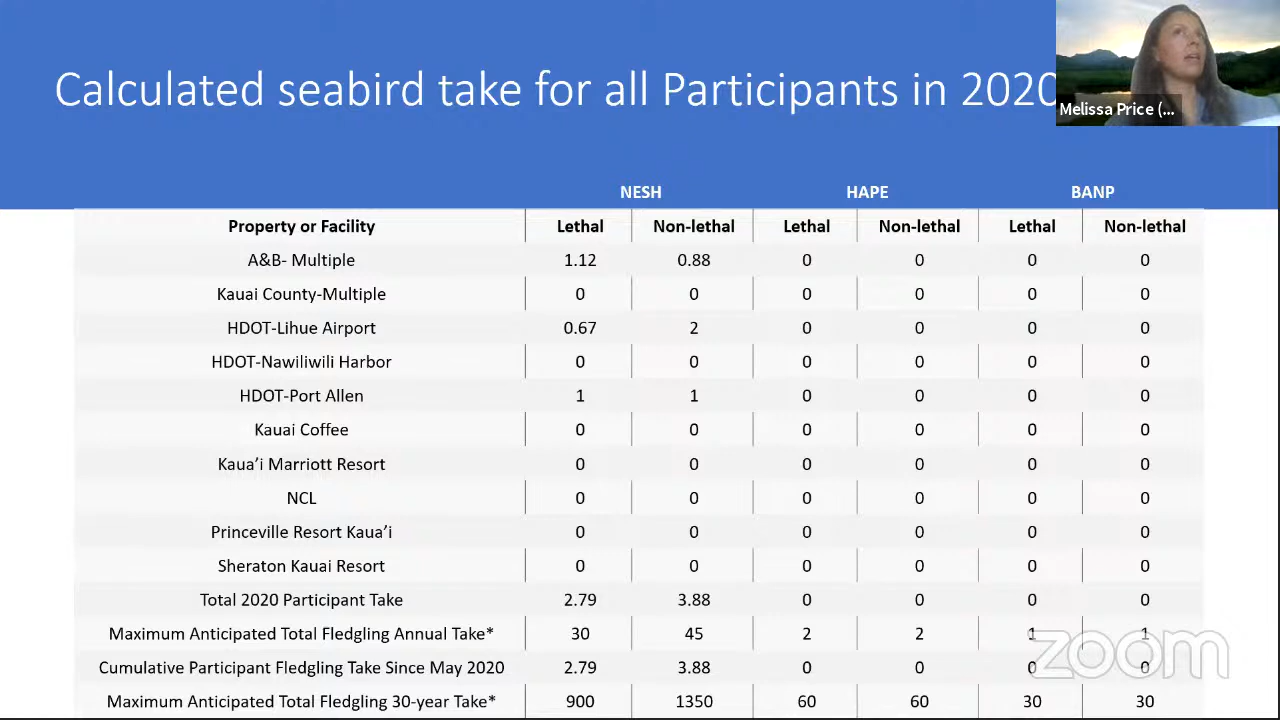 Calculated seabird take for all Participants in 2020
Melissa Price (...
NESH HAPE BANP
Property or Facility Lethal Non-lethal Lethal Non-lethal Lethal Non-lethal
A&B- Multiple 1.12 0.88 0 0 0 0
Kauai County-Multiple 0 0 0 0 0 0
HDOT-Lihue Airport 0.67 2 0 0 0 0
HDOT-Nawiliwili Harbor 0 0 0 0 0 0
HDOT-Port Allen 1 1 0 0 0 0
Kauai Coffee 0 0 0 0 0 0
Kaua’i Marriott Resort 0 0 0 0 0 0
NCL 0 0 0 0 0 0
Princeville Resort Kaua’i 0 0 0 0 0 0
Sheraton Kauai Resort 0 0 0 0 0 0
Total 2020 Participant Take 2.79 3.88 0 0 0 0
Maximum Anticipated Total Fledgling Annual Take* 30 45 2 2 1 1
Cumulative Participant Fledgling Take Since May 2020 2.79 3.88 0 0 0 0
Maximum Anticipated Total Fledgling 30-year Take* 900 1350 60 60 30 30
zoom